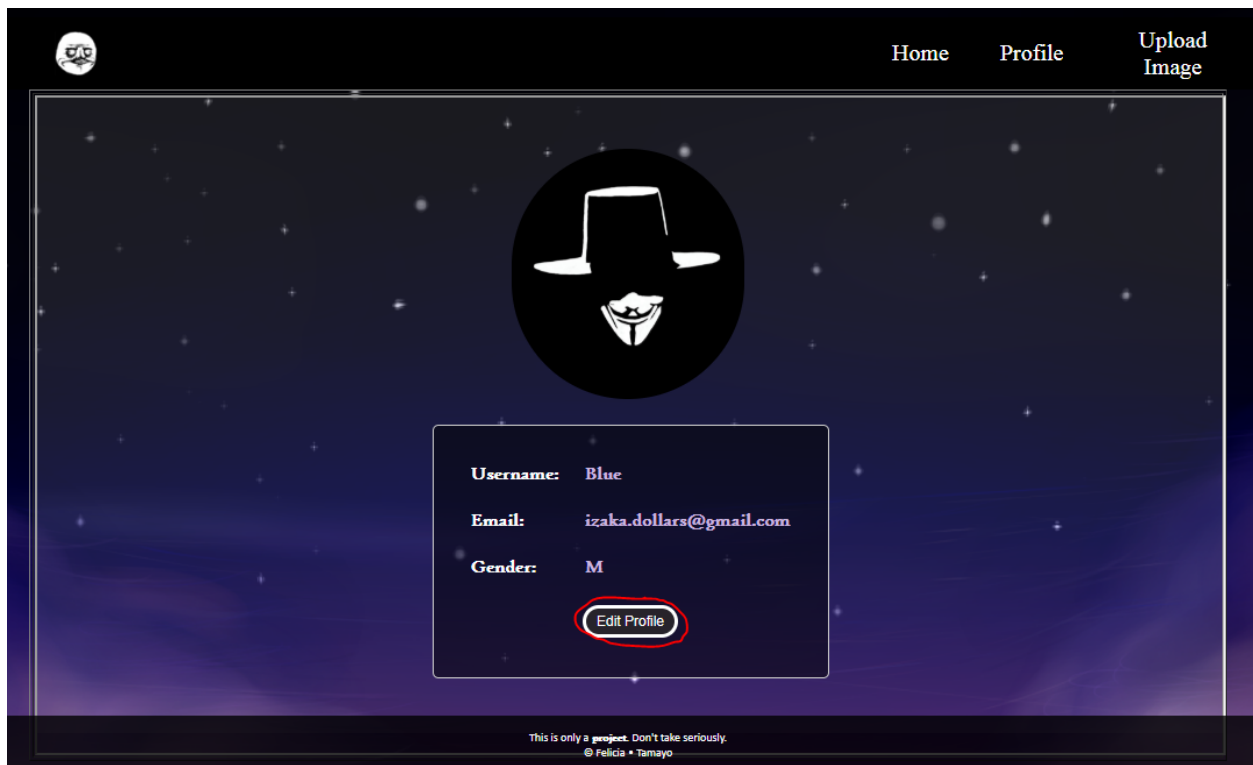 Home Profile Upload
Image
Username: Blue
Email: izaka.dollars@gmail.com
Gender: M
Edit Profile
This is only a project. Don't take seriously.
© Felicia • Tamayo